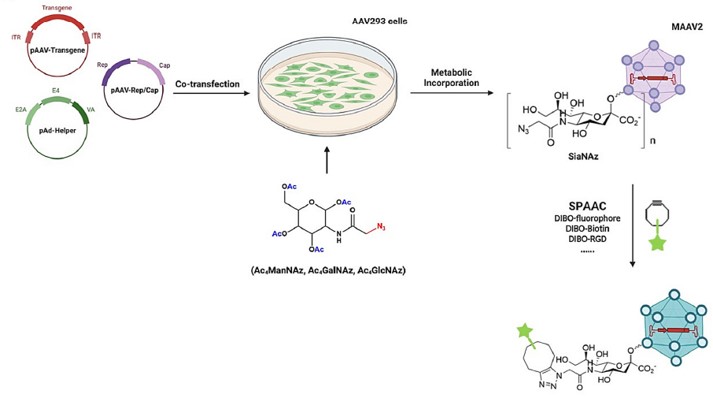 Transgene
ITR
ITR
pAAV-Transgene
Rep
Cap
pAAV-Rep/Cap
E4
E2A
VA
pAd-Helper
Co-transfection
AAV293 cells
Metabolic
Incorporation
MAAV2
OH
HO
OH
H
N
O
O
CO₂⁻
N₃
O
HO
n
SiaNAz
OAc
O
OAc
O
AcO
N
H
N₃
OAc
(Ac₄ManNAz, Ac₄GalNAz, Ac₄GlcNAz)
SPAAC
DIBO-fluorophore
DIBO-Biotin
DIBO-RGD
......
OH
HO
OH
H
N
O
O
CO₂⁻
N
O
HO
N=N